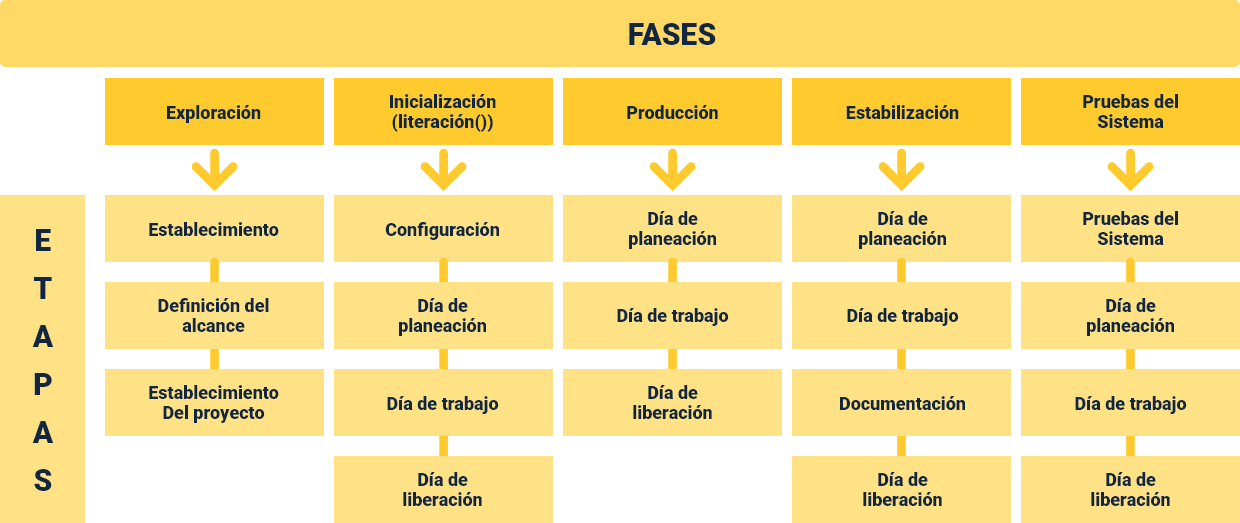 FASES
Exploración
Inicialización
(literación())
Producción
Estabilización
Pruebas del
Sistema
ETAPAS
Establecimiento
Definición del
alcance
Establecimiento
Del proyecto
Configuración
Día de
planeación
Día de trabajo
Día de
liberación
Día de
planeación
Día de trabajo
Día de
liberación
Día de
planeación
Día de trabajo
Documentación
Día de
liberación
Pruebas del
Sistema
Día de
planeación
Día de trabajo
Día de
liberación